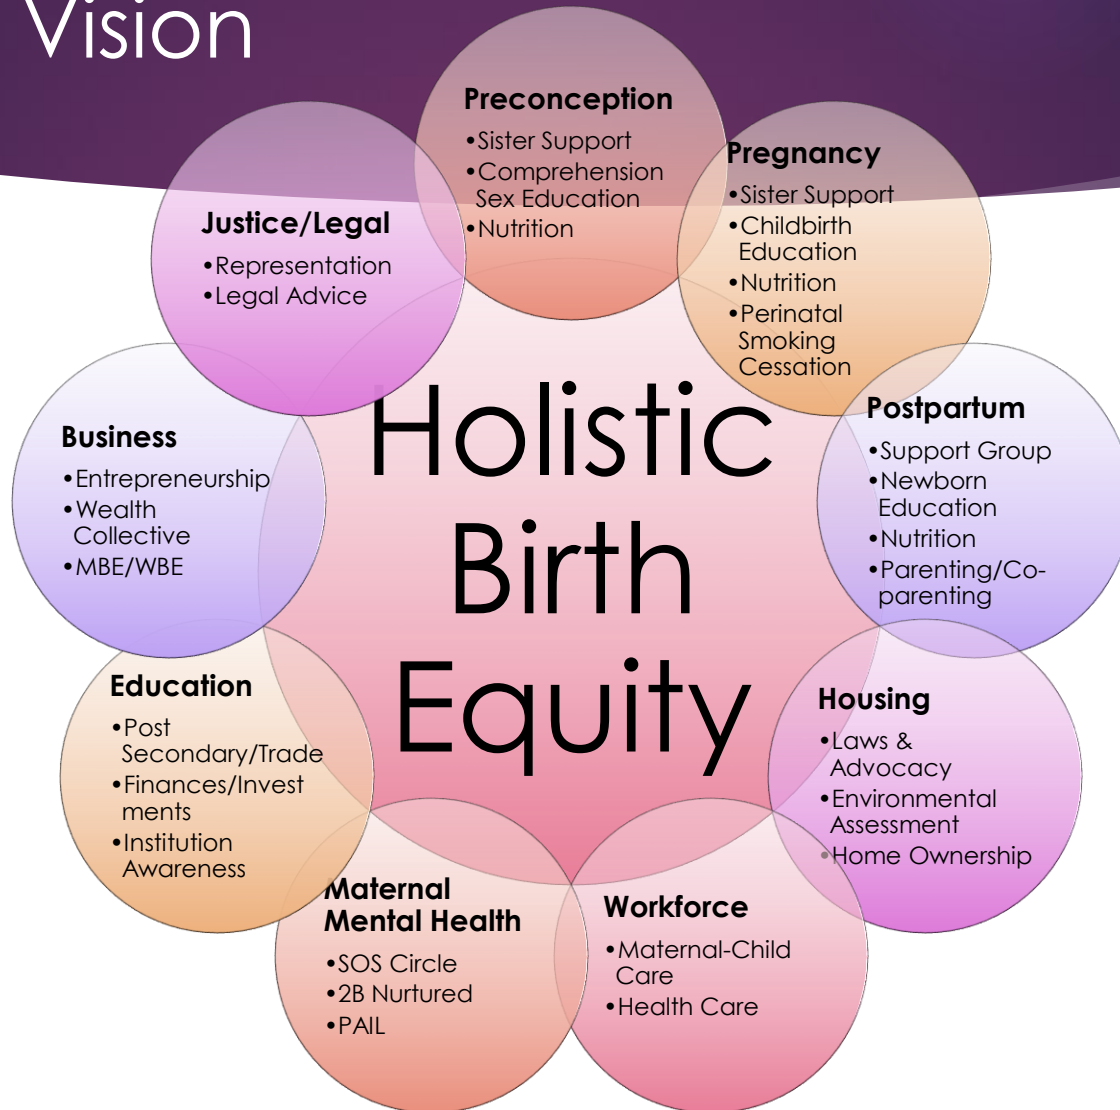 Vision
Preconception
•Sister Support
•Comprehension
Sex Education
•Nutrition
Pregnancy
•Sister Support
•Childbirth
Education
•Nutrition
•Perinatal
Smoking
Cessation
Postpartum
•Support Group
•Newborn
Education
•Nutrition
•Parenting/Co-
parenting
Housing
•Laws &
Advocacy
•Environmental
Assessment
•Home Ownership
Workforce
•Maternal-Child
Care
•Health Care
Maternal
Mental Health
•SOS Circle
•2B Nurtured
•PAIL
Education
•Post
Secondary/Trade
•Finances/Invest
ments
•Institution
Awareness
Business
•Entrepreneurship
•Wealth
Collective
•MBE/WBE
Justice/Legal
•Representation
•Legal Advice
Holistic
Birth
Equity